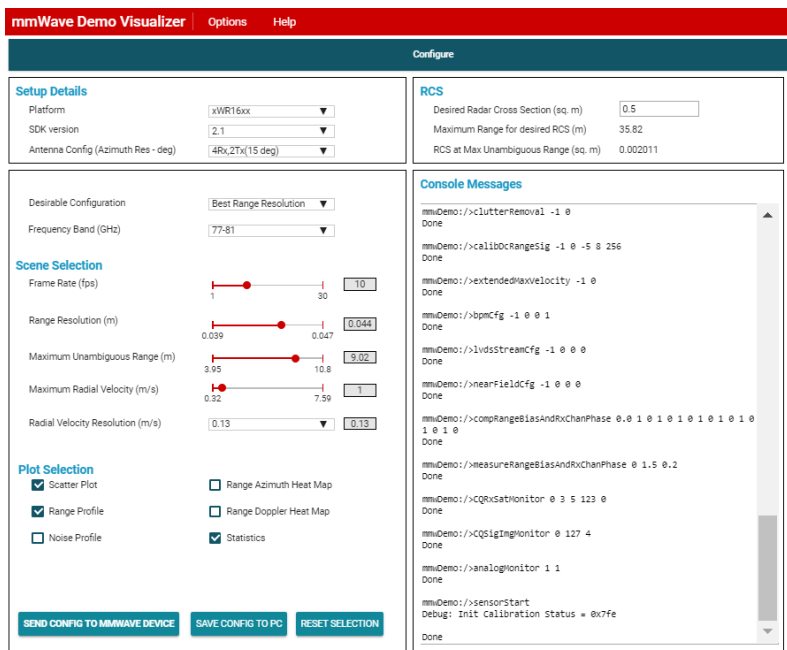 mmWave Demo Visualizer Options Help
Configure
Setup Details
Platform xWR16xx
SDK version 2.1
Antenna Config (Azimuth Res - deg) 4Rx,2Tx(15 deg)
RCS
Desired Radar Cross Section (sq. m) 0.5
Maximum Range for desired RCS (m) 35.82
RCS at Max Unambiguous Range (sq. m) 0.002011
Desirable Configuration Best Range Resolution
Frequency Band (GHz) 77-81
Scene Selection
Frame Rate (fps) 10
1 30
Range Resolution (m) 0.044
0.039 0.047
Maximum Unambiguous Range (m) 9.02
3.95 10.8
Maximum Radial Velocity (m/s) 1
0.32 7.59
Radial Velocity Resolution (m/s) 0.13 0.13
Plot Selection
Scatter Plot Range Azimuth Heat Map
Range Profile Range Doppler Heat Map
Noise Profile Statistics
SEND CONFIG TO MMWAVE DEVICE SAVE CONFIG TO PC RESET SELECTION
Console Messages
mmwDemo:/>clutterRemoval -1 0
Done
mmwDemo:/>calibDcRangeSig -1 0 -5 8 256
Done
mmwDemo:/>extendedMaxVelocity -1 0
Done
mmwDemo:/>bpmCfg -1 0 0 1
Done
mmwDemo:/>lvdsStreamCfg -1 0 0 0
Done
mmwDemo:/>nearFieldCfg -1 0 0 0
Done
mmwDemo:/>compRangeBiasAndRxChanPhase 0.0 1 0 1 0 1 0 1 0 1 0 1 0
1 0 1 0
Done
mmwDemo:/>measureRangeBiasAndRxChanPhase 0 1.5 0.2
Done
mmwDemo:/>CQRxSatMonitor 0 3 5 123 0
Done
mmwDemo:/>CQSigImgMonitor 0 127 4
Done
mmwDemo:/>analogMonitor 1 1
Done
mmwDemo:/>sensorStart
Debug: Init Calibration Status = 0x7fe
Done